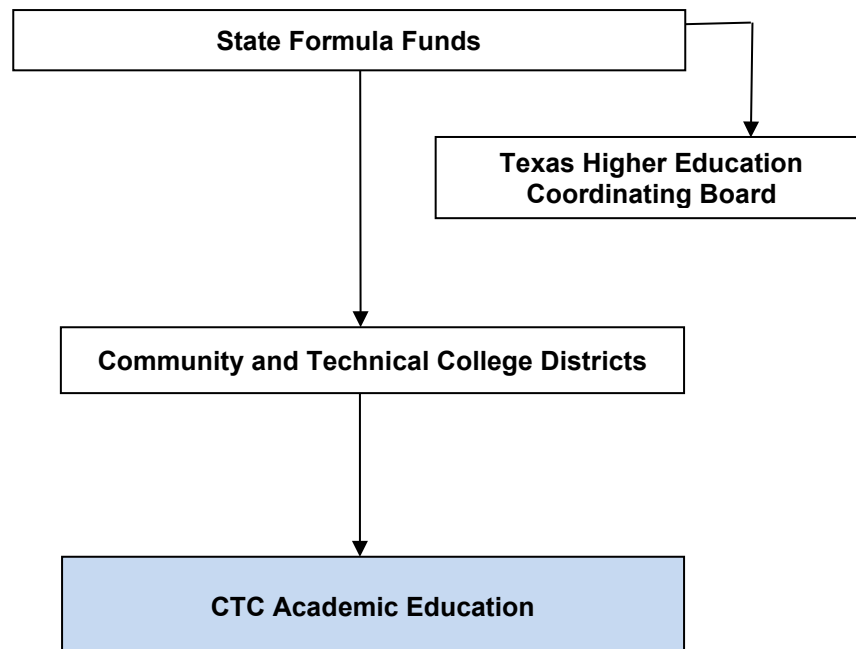 State Formula Funds
Texas Higher Education
Coordinating Board
Community and Technical College Districts
CTC Academic Education